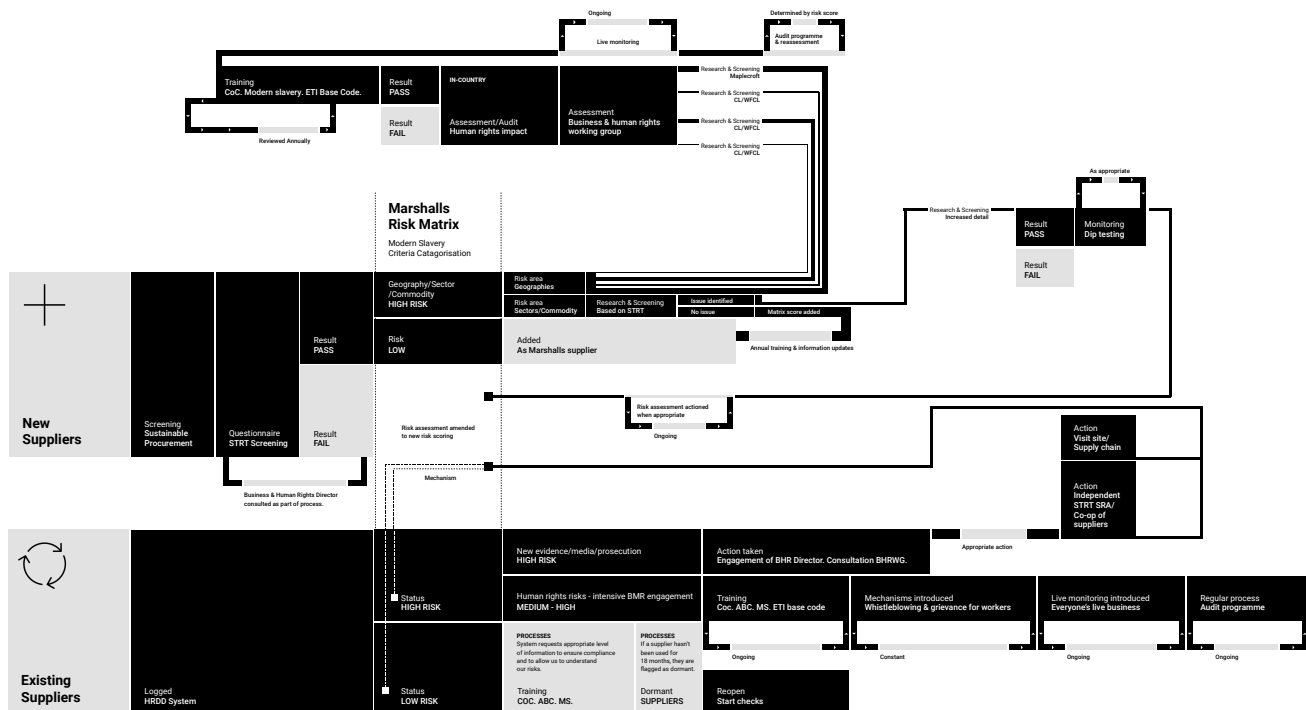 Ongoing
Live monitoring
Determined by risk score
Audit programme
& reassessment
Training
CoC. Modern slavery. ETI Base Code.
Reviewed Annually
Result
PASS
Result
FAIL
IN-COUNTRY
Assessment/Audit
Human rights impact
Assessment
Business & human rights
working group
Research & Screening
Maplecroft
Research & Screening
CL/WFCL
Research & Screening
CL/WFCL
Research & Screening
CL/WFCL
As appropriate
Research & Screening
Increased detail
Result
PASS
Monitoring
Dip testing
Result
FAIL
Marshalls
Risk Matrix
Modern Slavery
Criteria Catagorisation
New
Suppliers
Screening
Sustainable
Procurement
Questionnaire
STRT Screening
Result
PASS
Result
FAIL
Geography/Sector
/Commodity
HIGH RISK
Risk
LOW
Risk area
Geographies
Risk area
Sectors/Commodity
Research & Screening
Based on STRT
Issue identified
No issue
Matrix score added
Added
As Marshalls supplier
Annual training & information updates
Risk assessment amended
to new risk scoring
Risk assessment actioned
when appropriate
Ongoing
Mechanism
Business & Human Rights Director
consulted as part of process.
Action
Visit site/
Supply chain
Action
Independent
STRT SRA/
Co-op of
suppliers
Appropriate action
Existing
Suppliers
Logged
HRDD System
Status
HIGH RISK
Status
LOW RISK
New evidence/media/prosecution
HIGH RISK
Action taken
Engagement of BHR Director. Consultation BHRWG.
Human rights risks - intensive BMR engagement
MEDIUM - HIGH
Training
Coc. ABC. MS. ETI base code
Ongoing
Mechanisms introduced
Whistleblowing & grievance for workers
Constant
Live monitoring introduced
Everyone's live business
Ongoing
Regular process
Audit programme
Ongoing
PROCESSES
System requests appropriate level
of information to ensure compliance
and to allow us to understand
our risks.
Training
COC. ABC. MS.
PROCESSES
If a supplier hasn't
been used for
18 months, they are
flagged as dormant.
Dormant
SUPPLIERS
Reopen
Start checks